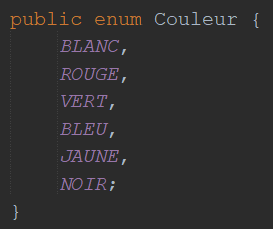 public enum Couleur {
BLANC,
ROUGE,
VERT,
BLEU,
JAUNE,
NOIR;
}